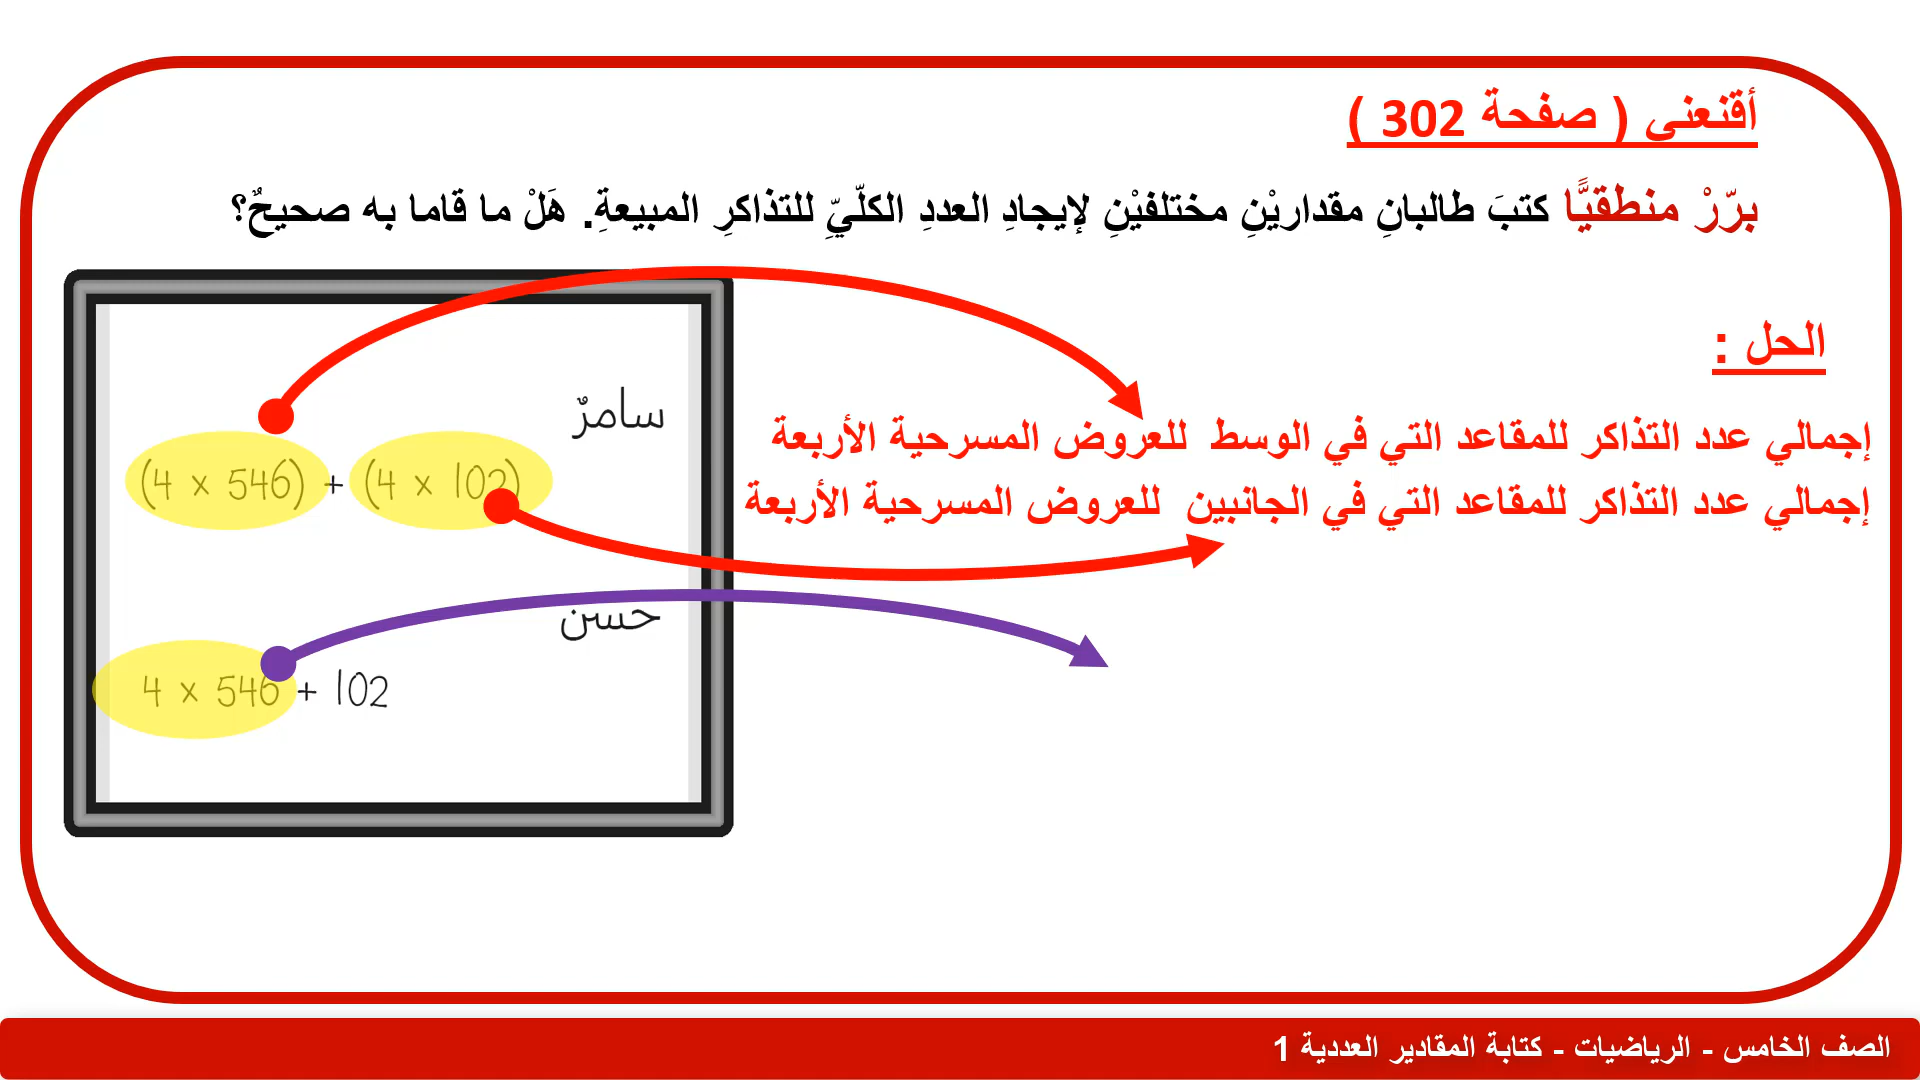 أقنعني ( صفحة 302 )
برّرْ منطقيًّا كتبَ طالبانِ مقداريْنِ مختلفيْنِ لإيجادِ العددِ الكلّيِّ للتذاكرِ المبيعةِ. هَلْ ما قاما به صحيحٌ؟
الحل :
سامرٌ
(4 × 546) + (4 × 102)
إجمالي عدد التذاكر للمقاعد التي في الوسط للعروض المسرحية الأربعة
إجمالي عدد التذاكر للمقاعد التي في الجانبين للعروض المسرحية الأربعة
حسن
4 × 546 + 102
الصف الخامس - الرياضيات - كتابة المقادير العددية 1